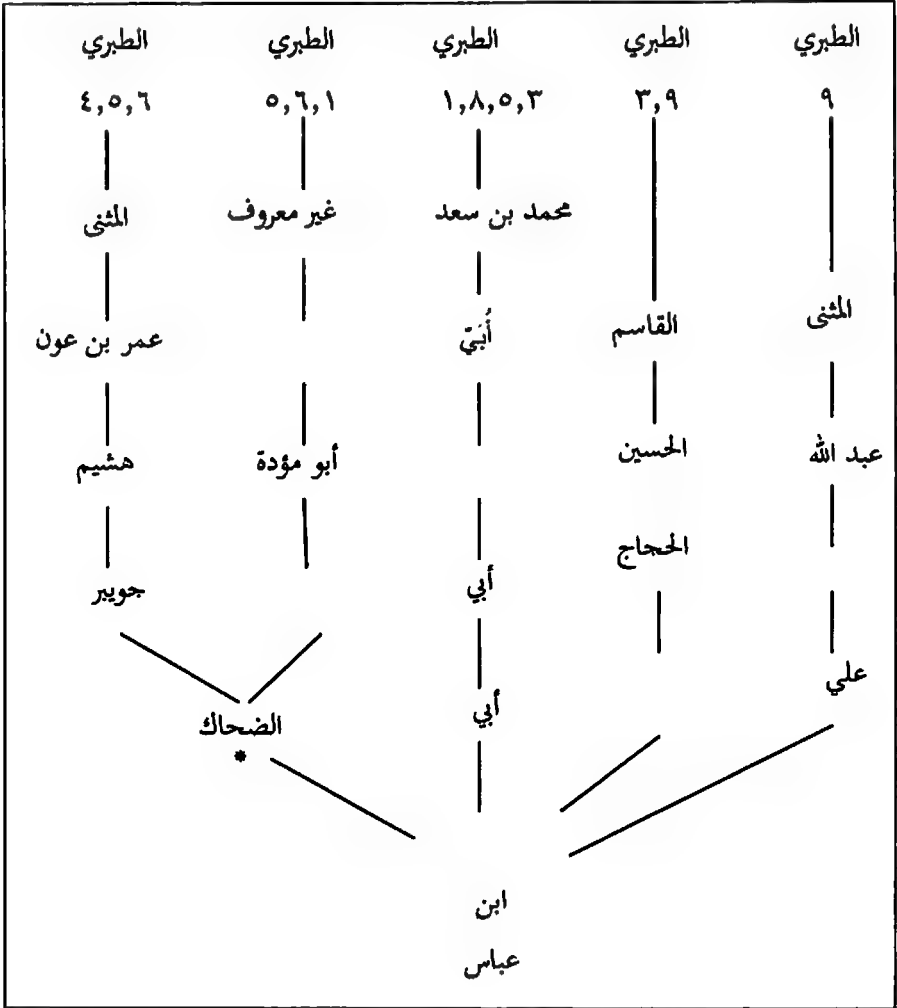 الطبري الطبري الطبري الطبري الطبري
٩ ٣,٩ ١,٨,٥,٣ ٥,٦,١ ٤,٥,٦
محمد بن سعد غير معروف المثنى
المثنى القاسم أُبَيّ عمر بن عون
عبد الله الحسين أبو مؤدة هشيم
الحجاج
أبي جويبر
علي
أبي الضحاك
*
ابن
عباس